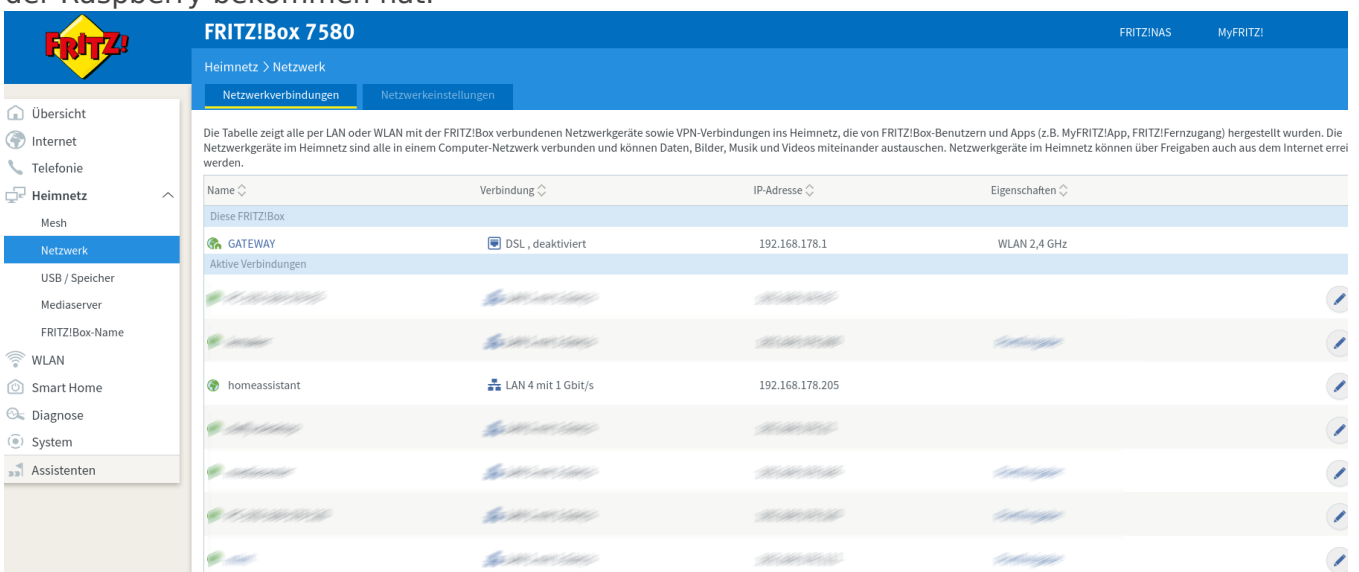 der Raspberry bekommen hat.
FRITZ!
FRITZ!Box 7580
FRITZ!NAS
MyFRITZ!
Heimnetz > Netzwerk
Netzwerkverbindungen
Netzwerkeinstellungen
Übersicht
Internet
Telefonie
Heimnetz
Mesh
Netzwerk
USB / Speicher
Mediaserver
FRITZ!Box-Name
WLAN
Smart Home
Diagnose
System
Assistenten
Die Tabelle zeigt alle per LAN oder WLAN mit der FRITZ!Box verbundenen Netzwerkgeräte sowie VPN-Verbindungen ins Heimnetz, die von FRITZ!Box-Benutzern und Apps (z.B. MyFRITZ!App, FRITZ!Fernzugang) hergestellt wurden. Die
Netzwerkgeräte im Heimnetz sind alle in einem Computer-Netzwerk verbunden und können Daten, Bilder, Musik und Videos miteinander austauschen. Netzwerkgeräte im Heimnetz können über Freigaben auch aus dem Internet errei
werden.
Name Verbindung IP-Adresse Eigenschaften
Diese FRITZ!Box
GATEWAY DSL , deaktiviert 192.168.178.1 WLAN 2,4 GHz
Aktive Verbindungen
homeassistant LAN 4 mit 1 Gbit/s 192.168.178.205